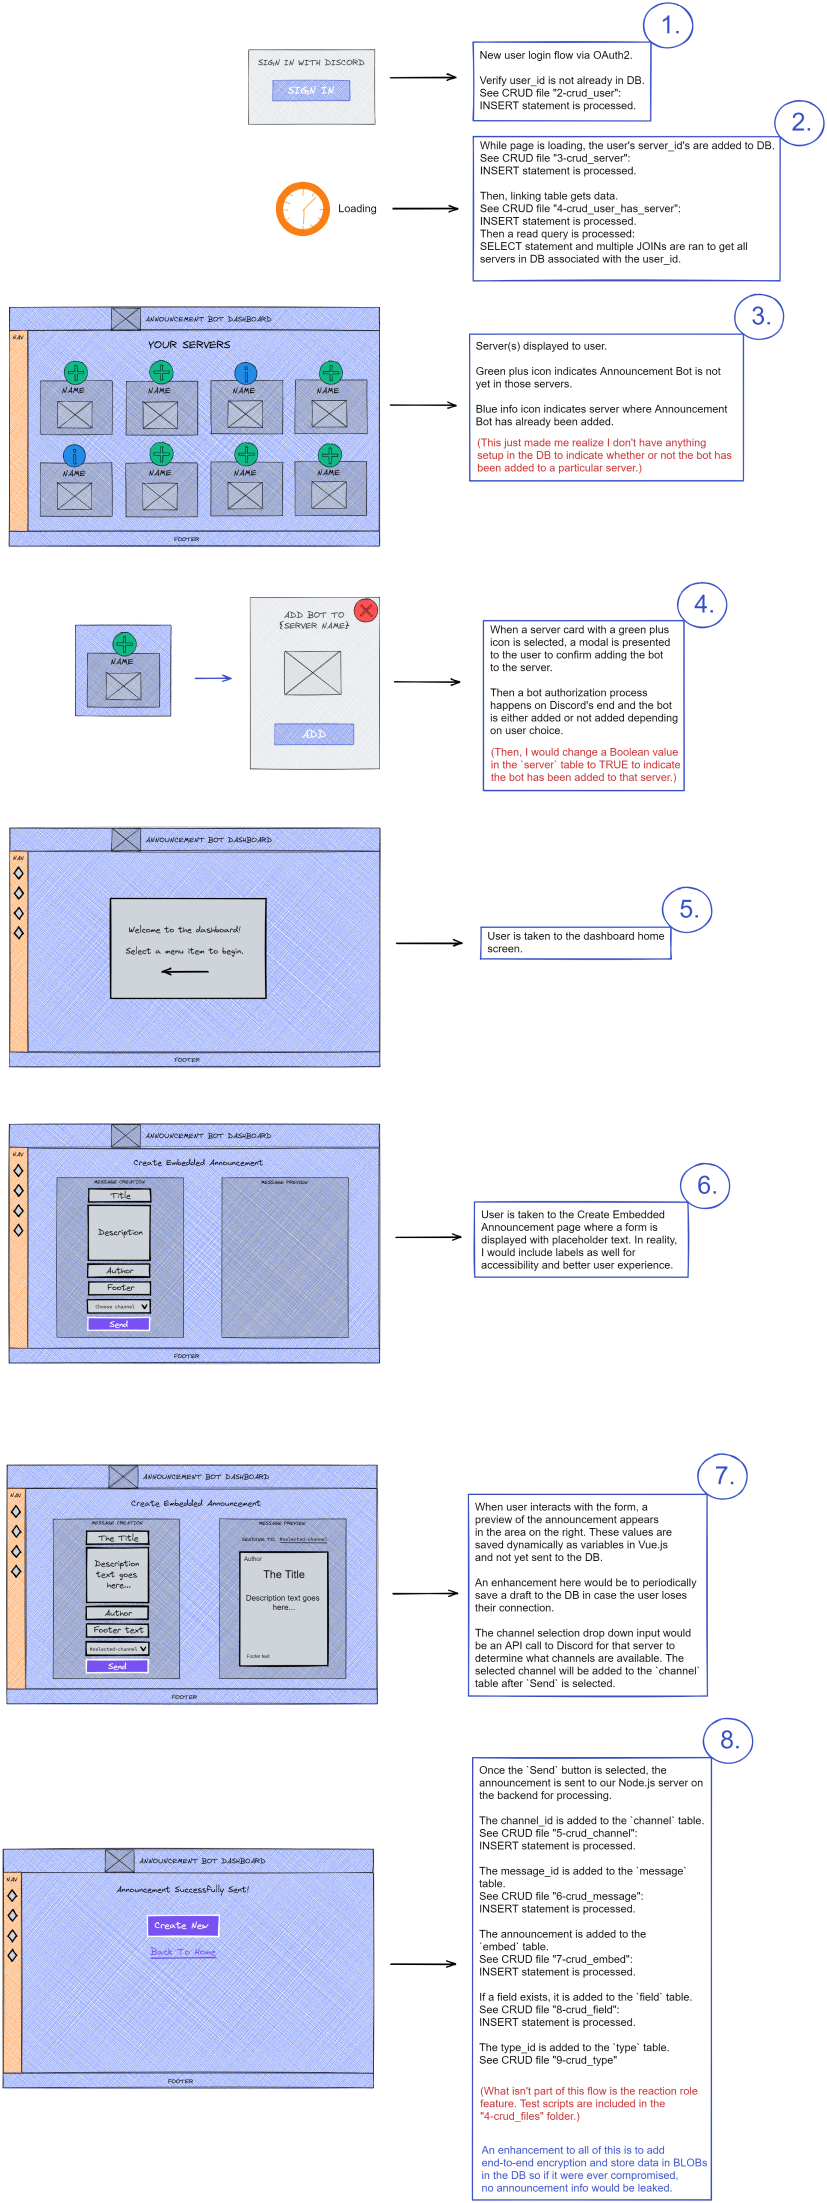 1.
SIGN IN WITH DISCORD
SIGN IN
New user login flow via OAuth2.
Verify user_id is not already in DB.
See CRUD file "2-crud_user":
INSERT statement is processed.
2.
Loading
While page is loading, the user's server_id's are added to DB.
See CRUD file "3-crud_server":
INSERT statement is processed.
Then, linking table gets data.
See CRUD file "4-crud_user_has_server":
INSERT statement is processed.
Then a read query is processed:
SELECT statement and multiple JOINs are ran to get all
servers in DB associated with the user_id.
3.
ANNOUNCEMENT BOT DASHBOARD
NAV
YOUR SERVERS
NAME
NAME
NAME
NAME
NAME
NAME
NAME
NAME
FOOTER
Server(s) displayed to user.
Green plus icon indicates Announcement Bot is not
yet in those servers.
Blue info icon indicates server where Announcement
Bot has already been added.
(This just made me realize I don't have anything
setup in the DB to indicate whether or not the bot has
been added to a particular server.)
4.
NAME
ADD BOT TO
{SERVER NAME}
ADD
When a server card with a green plus
icon is selected, a modal is presented
to the user to confirm adding the bot
to the server.
Then a bot authorization process
happens on Discord's end and the bot
is either added or not added depending
on user choice.
(Then, I would change a Boolean value
in the `server` table to TRUE to indicate
the bot has been added to that server.)
5.
ANNOUNCEMENT BOT DASHBOARD
NAV
Welcome to the dashboard!
Select a menu item to begin.
FOOTER
User is taken to the dashboard home
screen.
6.
ANNOUNCEMENT BOT DASHBOARD
NAV
Create Embedded Announcement
MESSAGE CREATION
Title
Description
Author
Footer
Choose channel
Send
MESSAGE PREVIEW
FOOTER
User is taken to the Create Embedded
Announcement page where a form is
displayed with placeholder text. In reality,
I would include labels as well for
accessibility and better user experience.
7.
ANNOUNCEMENT BOT DASHBOARD
NAV
Create Embedded Announcement
MESSAGE CREATION
The Title
Description
text goes
here...
Author
Footer text
#selected-channel
Send
MESSAGE PREVIEW
SENDING TO #selected-channel
Author
The Title
Description text goes
here...
Footer text
FOOTER
When user interacts with the form, a
preview of the announcement appears
in the area on the right. These values are
saved dynamically as variables in Vue.js
and not yet sent to the DB.
An enhancement here would be to periodically
save a draft to the DB in case the user loses
their connection.
The channel selection drop down input would
be an API call to Discord for that server to
determine what channels are available. The
selected channel will be added to the `channel`
table after `Send` is selected.
8.
ANNOUNCEMENT BOT DASHBOARD
NAV
Announcement Successfully Sent!
Create New
Back To Home
FOOTER
Once the `Send` button is selected, the
announcement is sent to our Node.js server on
the backend for processing.
The channel_id is added to the `channel` table.
See CRUD file "5-crud_channel":
INSERT statement is processed.
The message_id is added to the `message`
table.
See CRUD file "6-crud_message":
INSERT statement is processed.
The announcement is added to the
`embed` table.
See CRUD file "7-crud_embed":
INSERT statement is processed.
If a field exists, it is added to the `field` table.
See CRUD file "8-crud_field":
INSERT statement is processed.
The type_id is added to the `type` table.
See CRUD file "9-crud_type"
(What isn't part of this flow is the reaction role
feature. Test scripts are included in the
"4-crud_files" folder.)
An enhancement to all of this is to add
end-to-end encryption and store data in BLOBs
in the DB so if it were ever compromised,
no announcement info would be leaked.